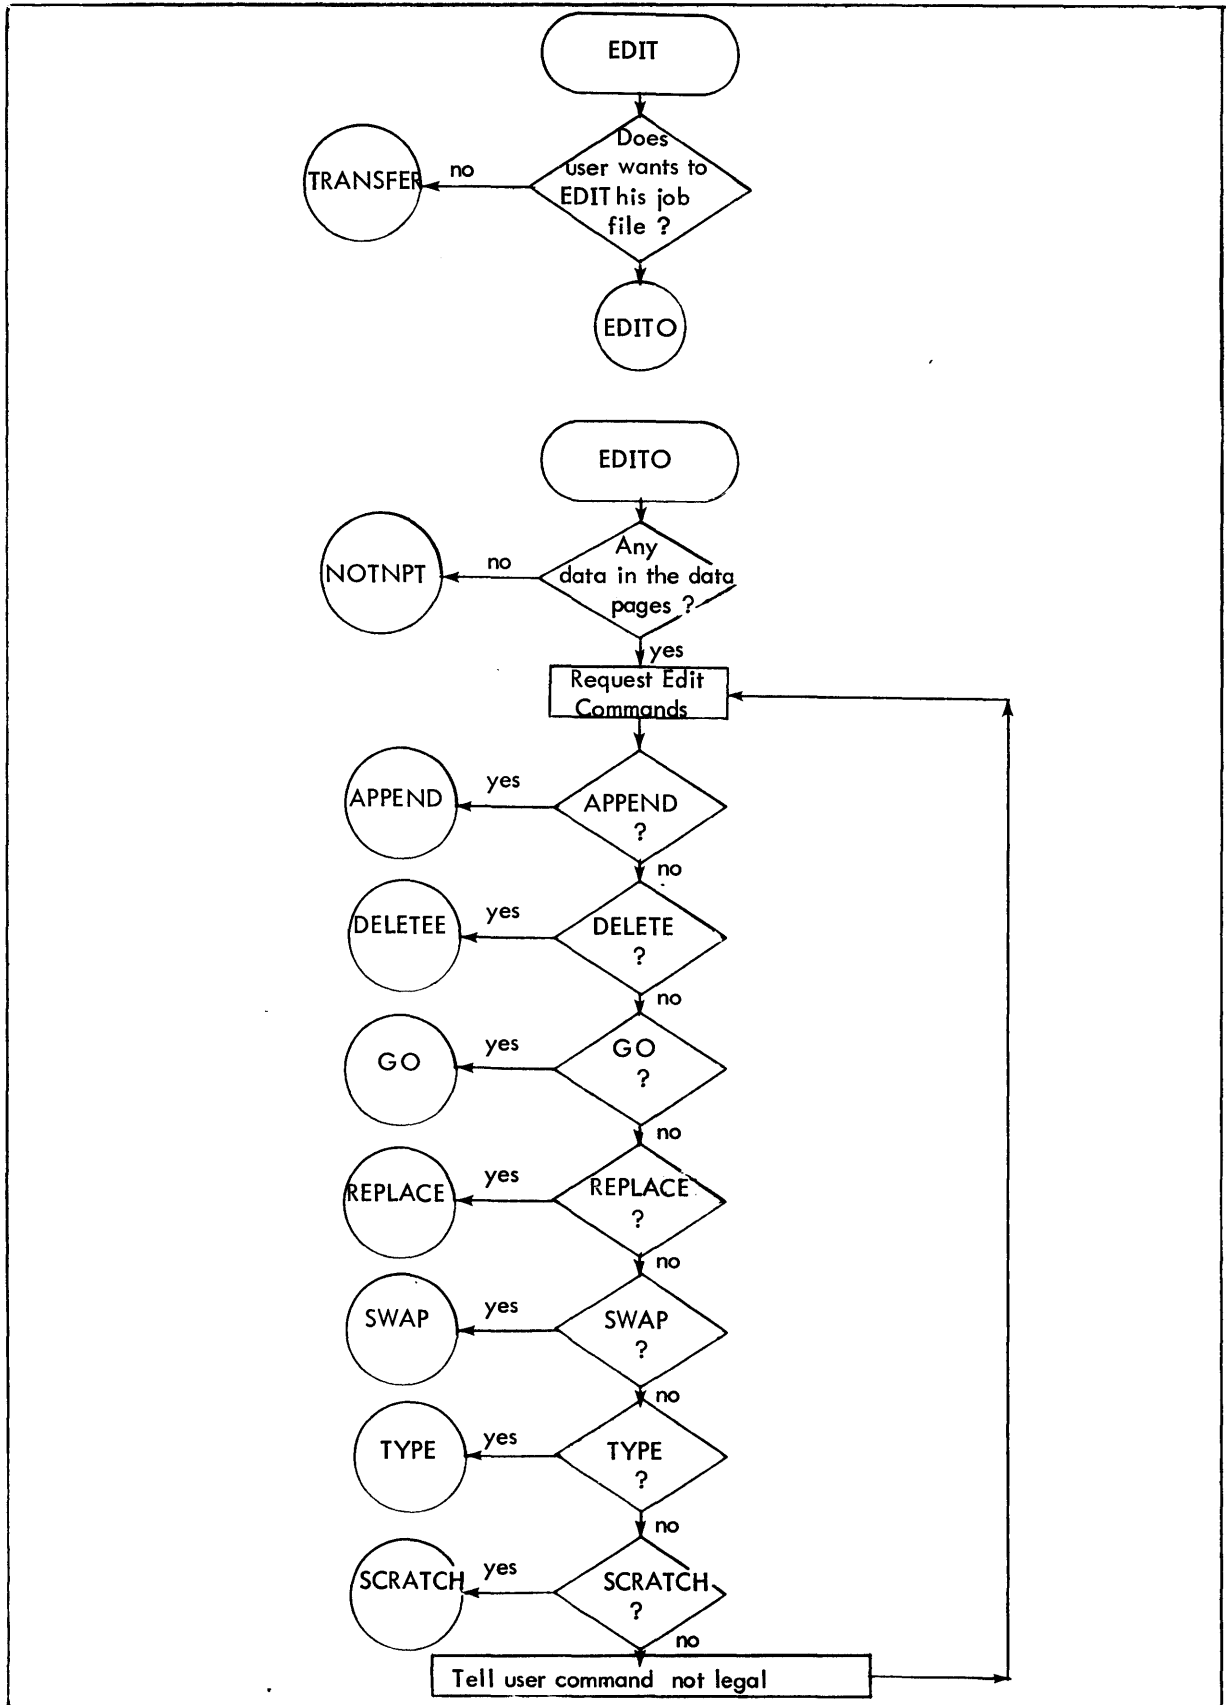 EDIT
Does
user wants to
EDIT his job
file ?
no
TRANSFER
EDITO
EDITO
Any
data in the data
pages ?
no
NOTNPT
yes
Request Edit
Commands
APPEND
?
yes
APPEND
no
DELETE
?
yes
DELETEE
no
GO
?
yes
GO
no
REPLACE
?
yes
REPLACE
no
SWAP
?
yes
SWAP
no
TYPE
?
yes
TYPE
no
SCRATCH
?
yes
SCRATCH
no
Tell user command not legal